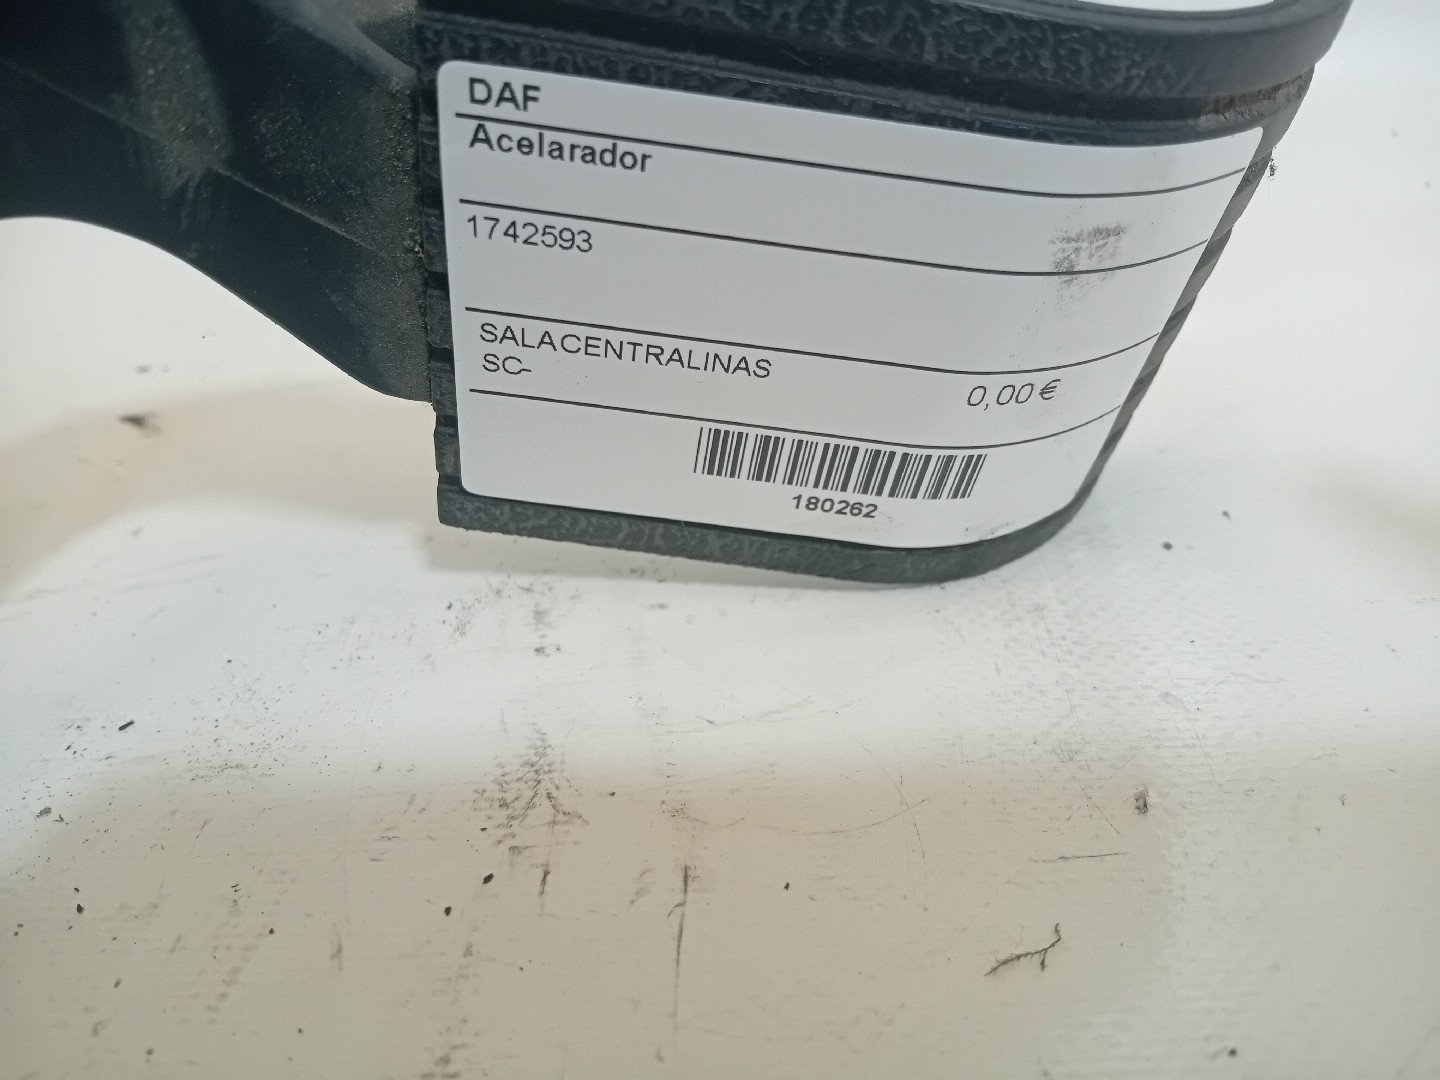 DAF
Acelarador
1742593
SALACENTRALINAS
SC-
0,00 €
180262